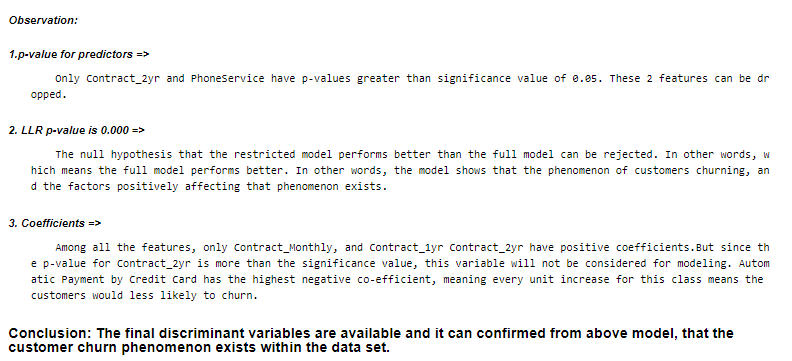 Observation:
1.p-value for predictors =>
Only Contract_2yr and PhoneService have p-values greater than significance value of 0.05. These 2 features can be dr
opped.
2. LLR p-value is 0.000 =>
The null hypothesis that the restricted model performs better than the full model can be rejected. In other words, w
hich means the full model performs better. In other words, the model shows that the phenomenon of customers churning, an
d the factors positively affecting that phenomenon exists.
3. Coefficients =>
Among all the features, only Contract_Monthly, and Contract_1yr Contract_2yr have positive coefficients.But since th
e p-value for Contract_2yr is more than the significance value, this variable will not be considered for modeling. Autom
atic Payment by Credit Card has the highest negative co-efficient, meaning every unit increase for this class means the
customers would less likely to churn.
Conclusion: The final discriminant variables are available and it can confirmed from above model, that the
customer churn phenomenon exists within the data set.